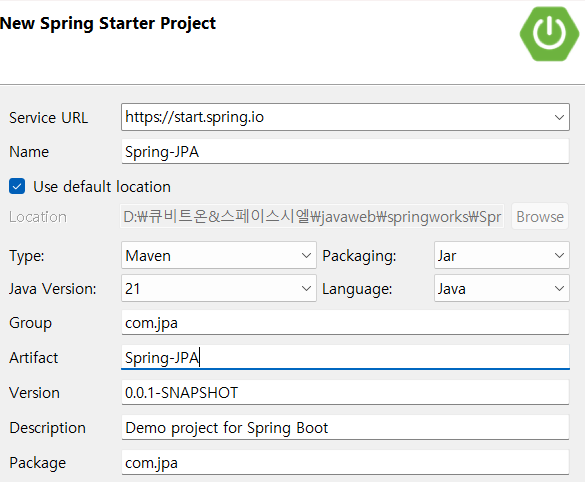 New Spring Starter Project
Service URL https://start.spring.io
Name Spring-JPA
Use default location
Location D:₩큐비트온&스페이스시엘₩javaweb₩springworks₩Spr Browse
Type: Maven Packaging: Jar
Java Version: 21 Language: Java
Group com.jpa
Artifact Spring-JPA
Version 0.0.1-SNAPSHOT
Description Demo project for Spring Boot
Package com.jpa